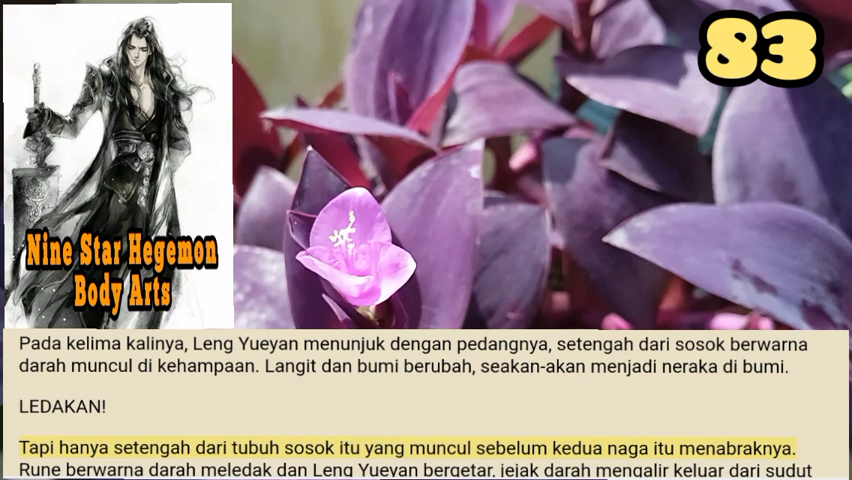 83
Nine Star Hegemon
Body Arts
Pada kelima kalinya, Leng Yueyan menunjuk dengan pedangnya, setengah dari sosok berwarna
darah muncul di kehampaan. Langit dan bumi berubah, seakan-akan menjadi neraka di bumi.
LEDAKAN!
Tapi hanya setengah dari tubuh sosok itu yang muncul sebelum kedua naga itu menabraknya.
Rune berwarna darah meledak dan Leng Yueyan bergetar, jejak darah mengalir keluar dari sudut